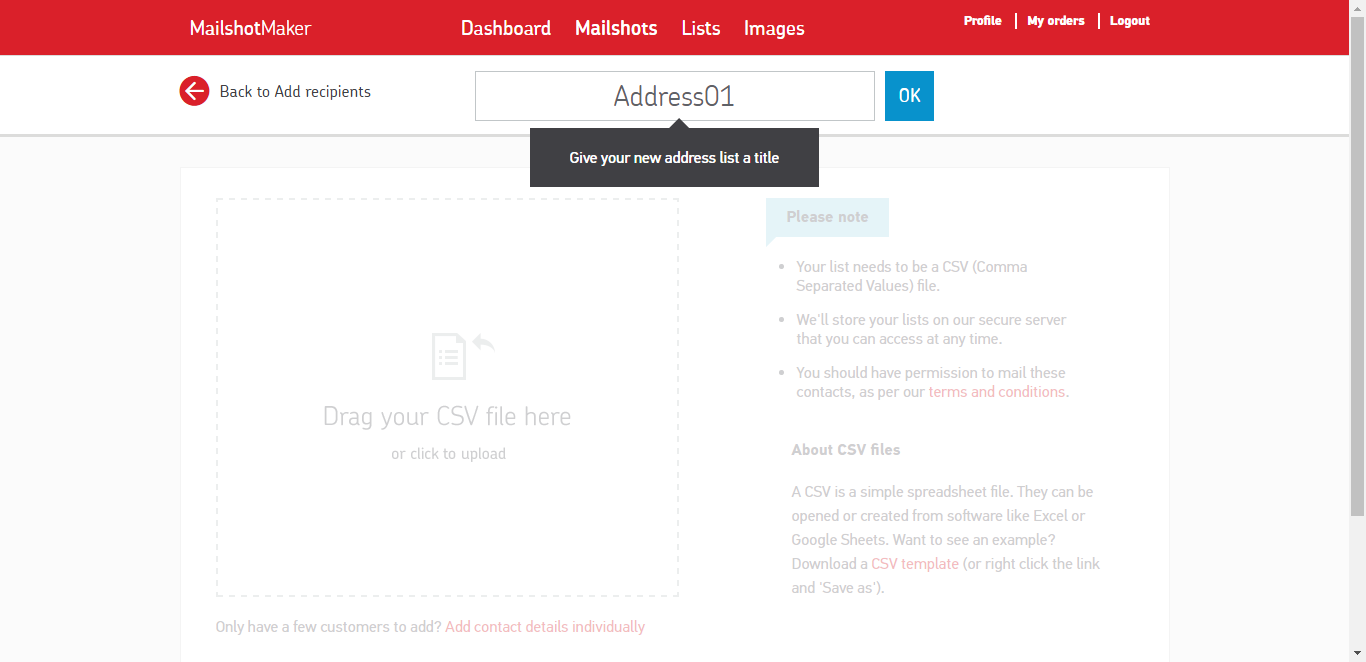 MailshotMaker
Dashboard
Mailshots
Lists
Images
Profile
My orders
Logout
Back to Add recipients
Address01
OK
Give your new address list a title
Drag your CSV file here
or click to upload
Only have a few customers to add? Add contact details individually
Please note
Your list needs to be a CSV (Comma
Separated Values) file.
We'll store your lists on our secure server
that you can access at any time.
You should have permission to mail these
contacts, as per our terms and conditions.
About CSV files
A CSV is a simple spreadsheet file. They can be
opened or created from software like Excel or
Google Sheets. Want to see an example?
Download a CSV template (or right click the link
and 'Save as').